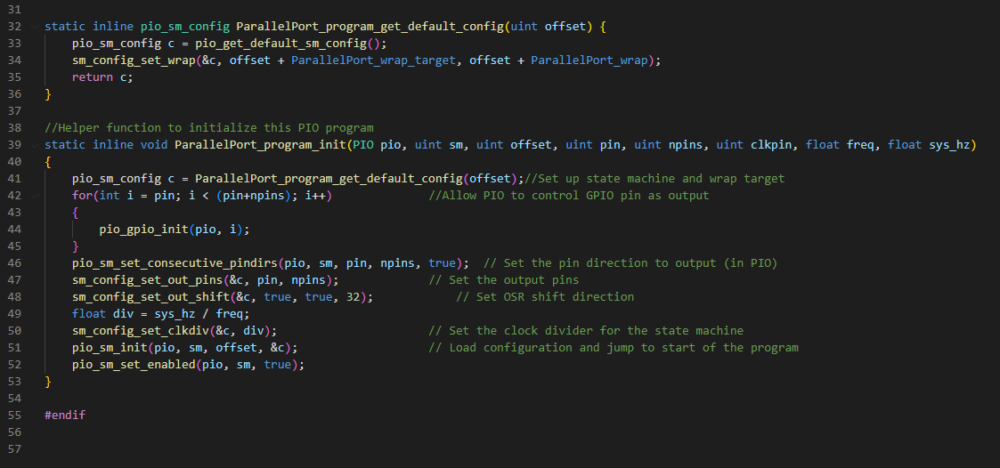 31
32 static inline pio_sm_config ParallelPort_program_get_default_config(uint offset) {
33     pio_sm_config c = pio_get_default_sm_config();
34     sm_config_set_wrap(&c, offset + ParallelPort_wrap_target, offset + ParallelPort_wrap);
35     return c;
36 }
37
38 //Helper function to initialize this PIO program
39 static inline void ParallelPort_program_init(PIO pio, uint sm, uint offset, uint pin, uint npins, uint clkpin, float freq, float sys_hz)
40 {
41     pio_sm_config c = ParallelPort_program_get_default_config(offset);//Set up state machine and wrap target
42     for(int i = pin; i < (pin+npins); i++)              //Allow PIO to control GPIO pin as output
43     {
44         pio_gpio_init(pio, i);
45     }
46     pio_sm_set_consecutive_pindirs(pio, sm, pin, npins, true);  // Set the pin direction to output (in PIO)
47     sm_config_set_out_pins(&c, pin, npins);             // Set the output pins
48     sm_config_set_out_shift(&c, true, true, 32);            // Set OSR shift direction
49     float div = sys_hz / freq;
50     sm_config_set_clkdiv(&c, div);                      // Set the clock divider for the state machine
51     pio_sm_init(pio, sm, offset, &c);                   // Load configuration and jump to start of the program
52     pio_sm_set_enabled(pio, sm, true);
53 }
54
55 #endif
56
57